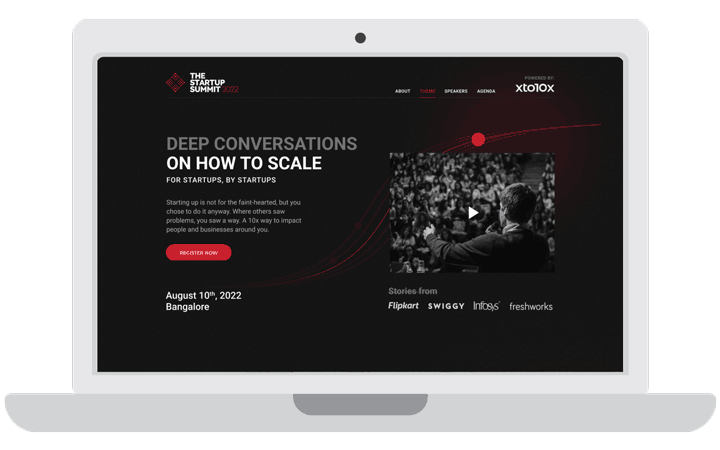 THE
STARTUP
SUMMIT 2022
ABOUT THEME SPEAKERS AGENDA
POWERED BY:
xto10x
DEEP CONVERSATIONS
ON HOW TO SCALE
FOR STARTUPS, BY STARTUPS
Starting up is not for the faint-hearted, but you
chose to do it anyway. Where others saw
problems, you saw a way. A 10x way to impact
people and businesses around you.
REGISTER NOW
August 10th, 2022
Bangalore
Stories from
Flipkart SWIGGY Infosys freshworks